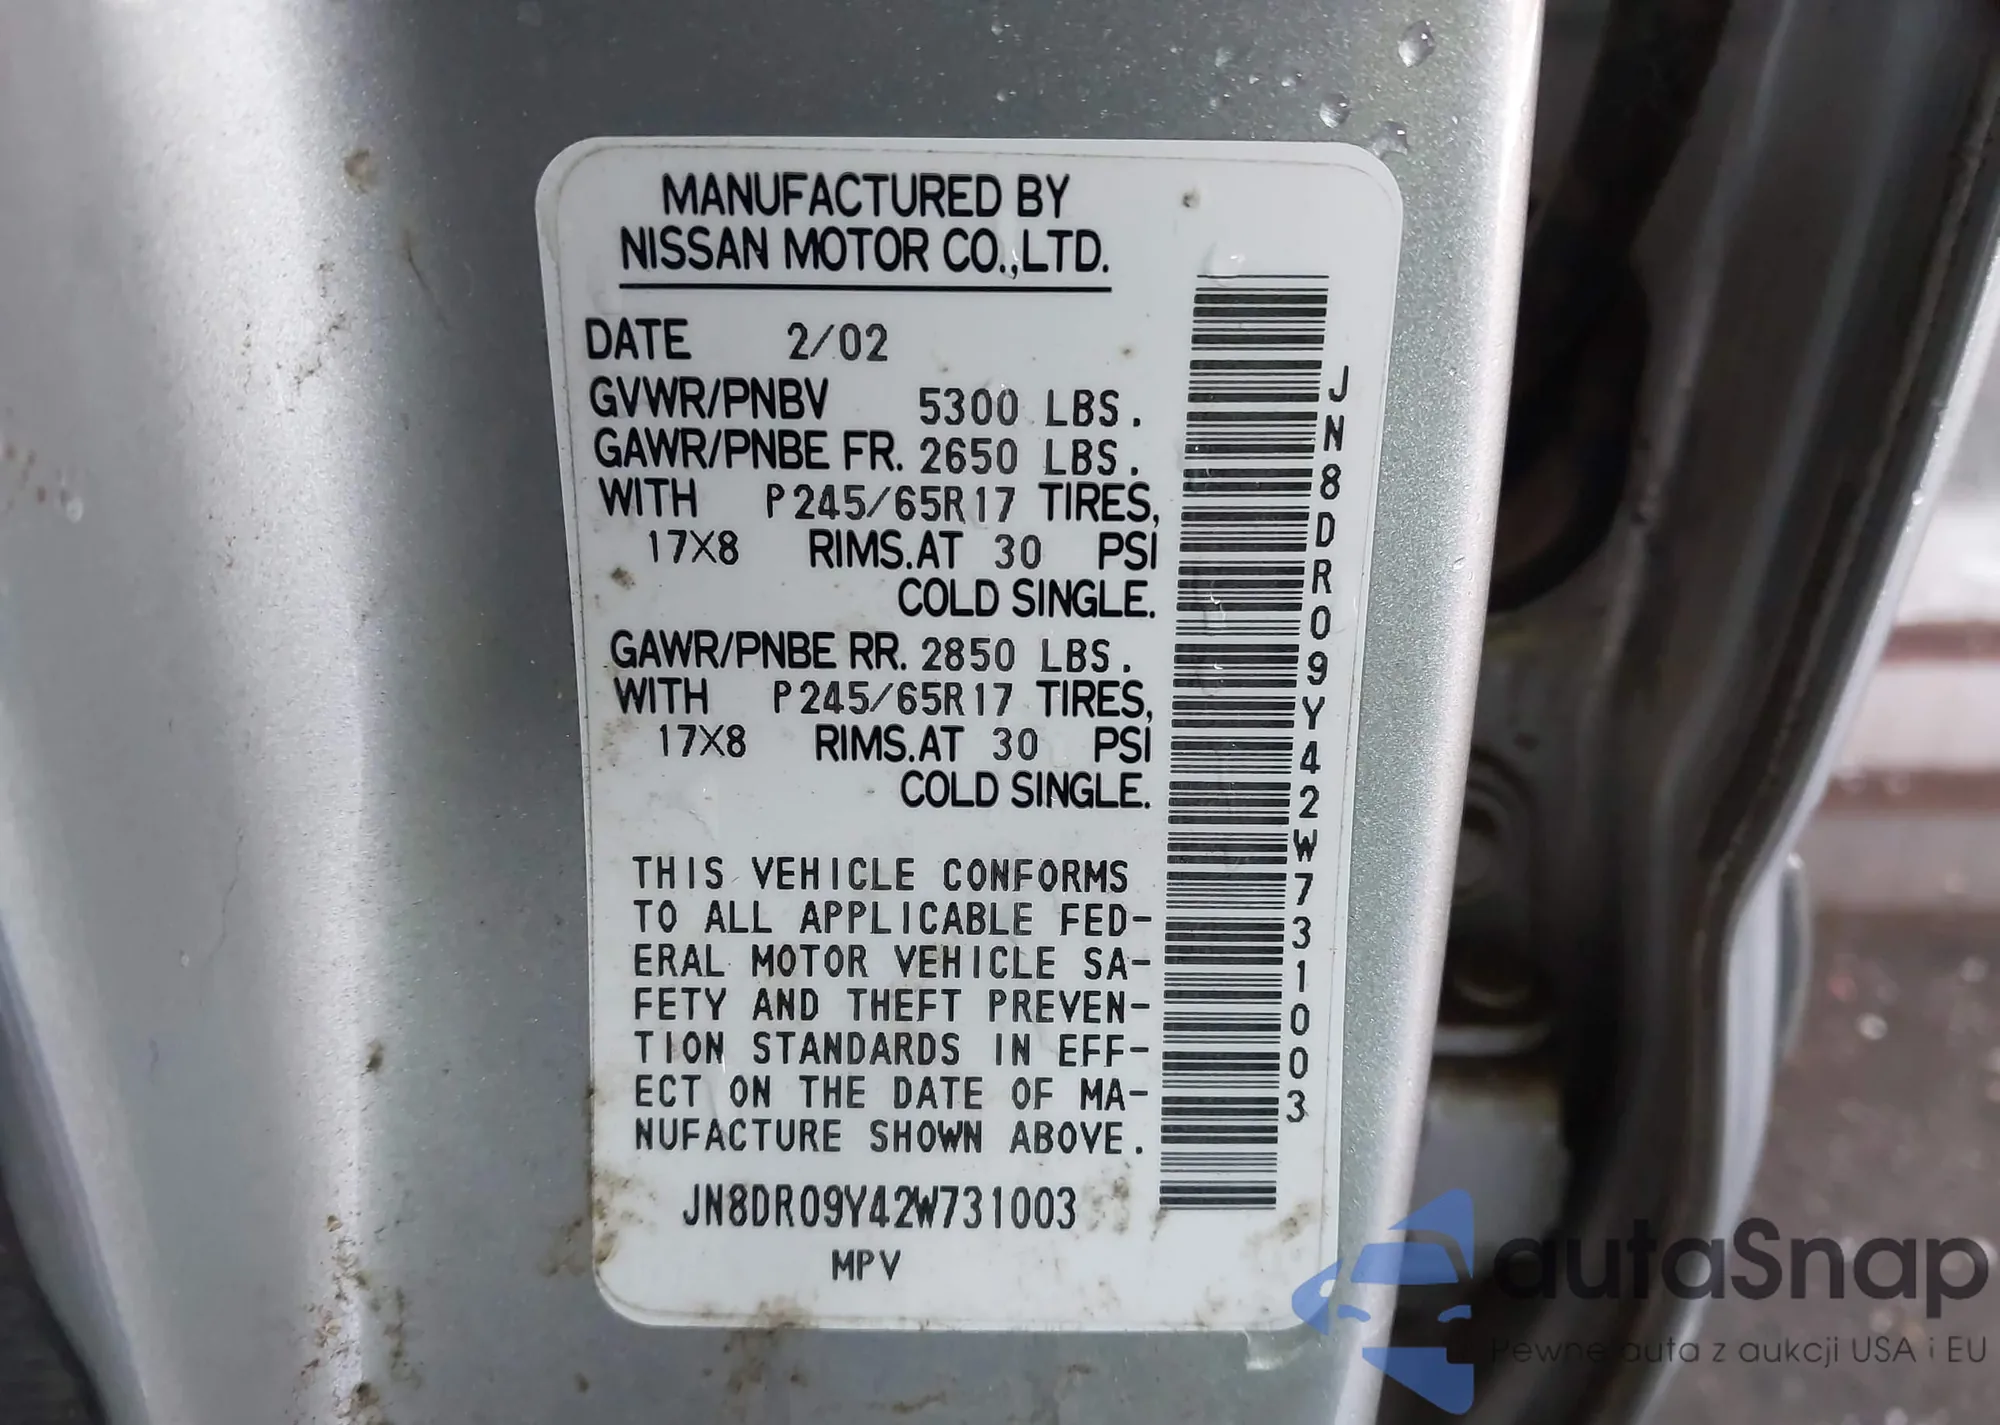 MANUFACTURED BY
NISSAN MOTOR CO.,LTD.
DATE 2/02
GVWR/PNBV 5300 LBS.
GAWR/PNBE FR. 2650 LBS.
WITH P245/65R17 TIRES,
17X8 RIMS.AT 30 PSI
COLD SINGLE.
GAWR/PNBE RR. 2850 LBS.
WITH P245/65R17 TIRES,
17X8 RIMS.AT 30 PSI
COLD SINGLE.
THIS VEHICLE CONFORMS
TO ALL APPLICABLE FED-
ERAL MOTOR VEHICLE SA-
FETY AND THEFT PREVEN-
TION STANDARDS IN EFF-
ECT ON THE DATE OF MA-
NUFACTURE SHOWN ABOVE.
JN8DR09Y42W731003
MPV
JN8DR09Y42W731003
autaSnap
Pewne auta z aukcji USA i EU